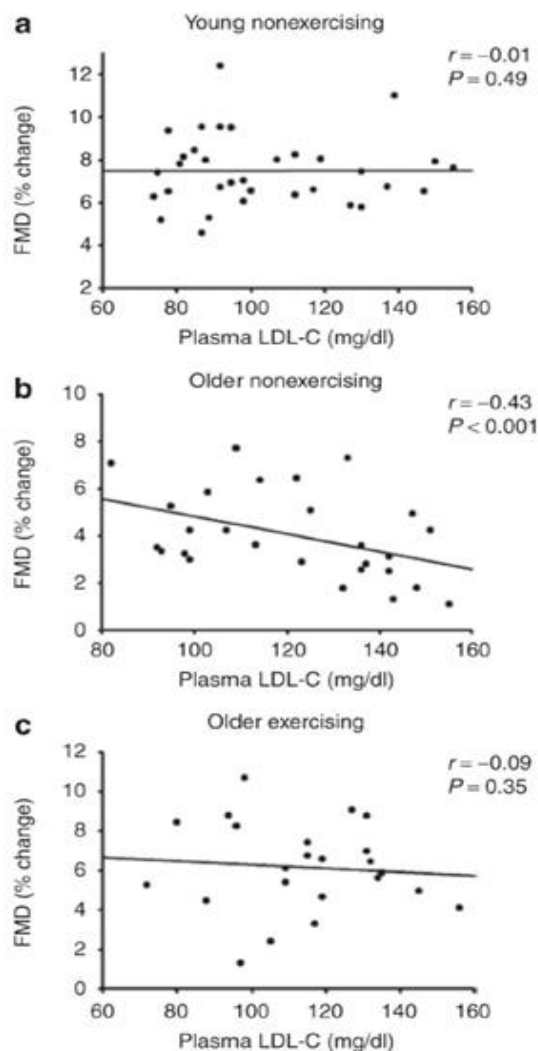 a
Young nonexercising
r = −0.01
P = 0.49
12
10
8
6
4
2
FMD (% change)
60 80 100 120 140 160
Plasma LDL-C (mg/dl)
b
Older nonexercising
r = −0.43
P < 0.001
10
8
6
4
2
0
FMD (% change)
80 100 120 140 160
Plasma LDL-C (mg/dl)
c
Older exercising
r = −0.09
P = 0.35
12
10
8
6
4
2
0
FMD (% change)
60 80 100 120 140 160
Plasma LDL-C (mg/dl)